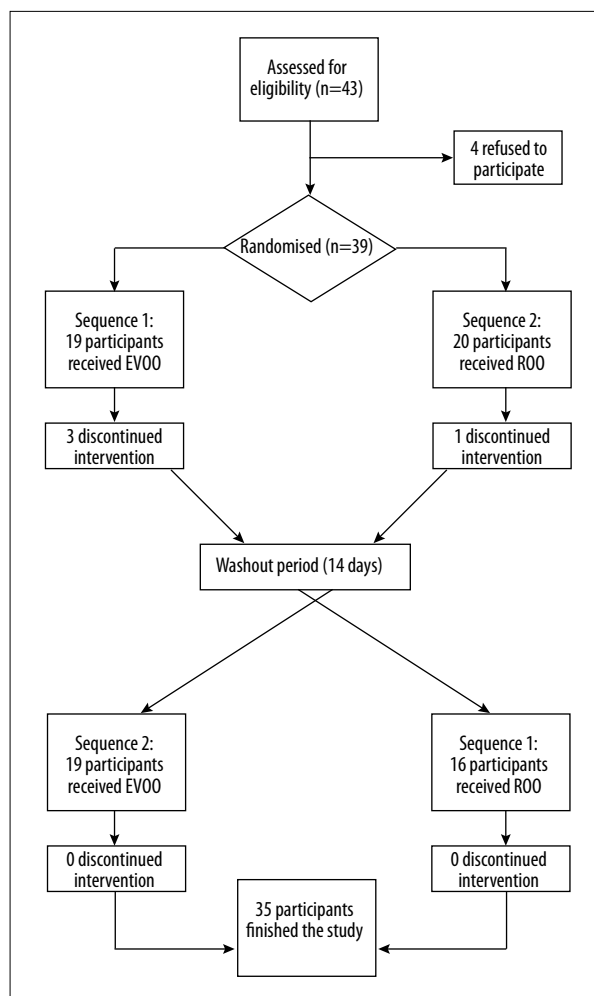 Assessed for
eligibility (n=43)
4 refused to
participate
Randomised (n=39)
Sequence 1:
19 participants
received EVOO
Sequence 2:
20 participants
received ROO
3 discontinued
intervention
1 discontinued
intervention
Washout period (14 days)
Sequence 2:
19 participants
received EVOO
Sequence 1:
16 participants
received ROO
0 discontinued
intervention
0 discontinued
intervention
35 participants
finished the study